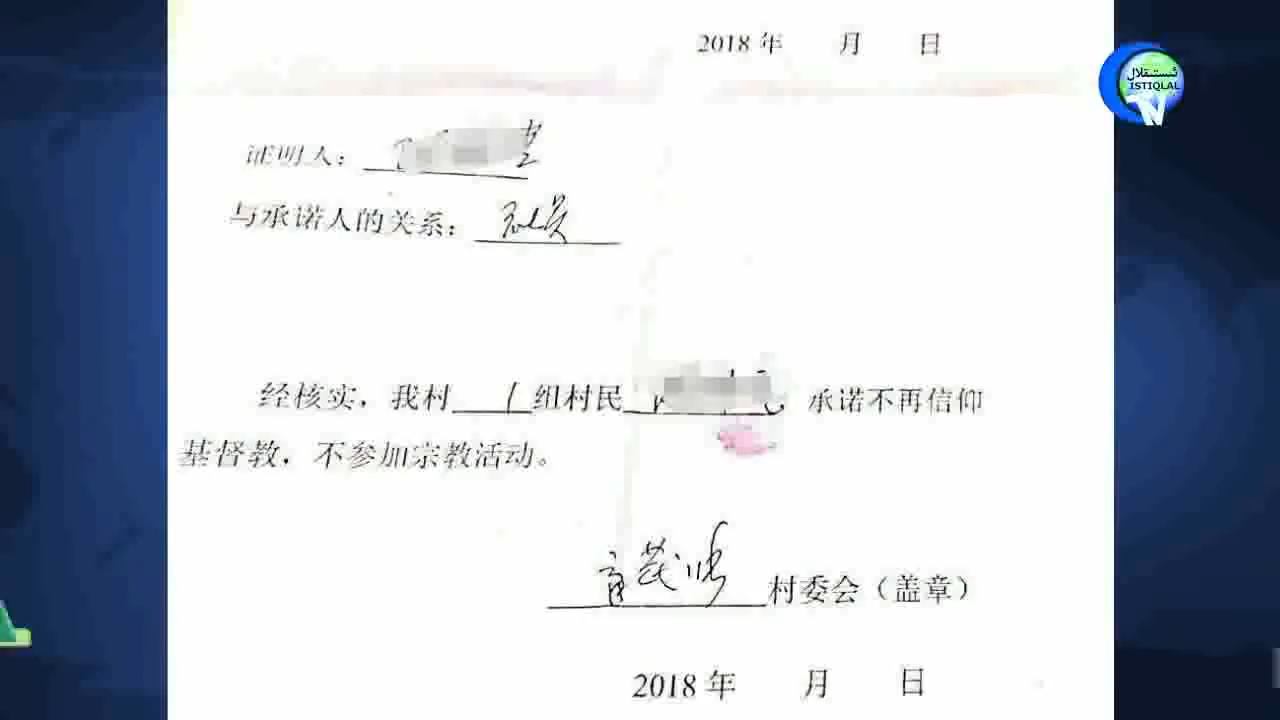 2018 年 月 日
ئىستىقلال
ISTIQLAL
N
证明人：
与承诺人的关系：
经核实，我村 1 组村民 承诺不再信仰
基督教，不参加宗教活动。
村委会（盖章）
2018 年 月 日